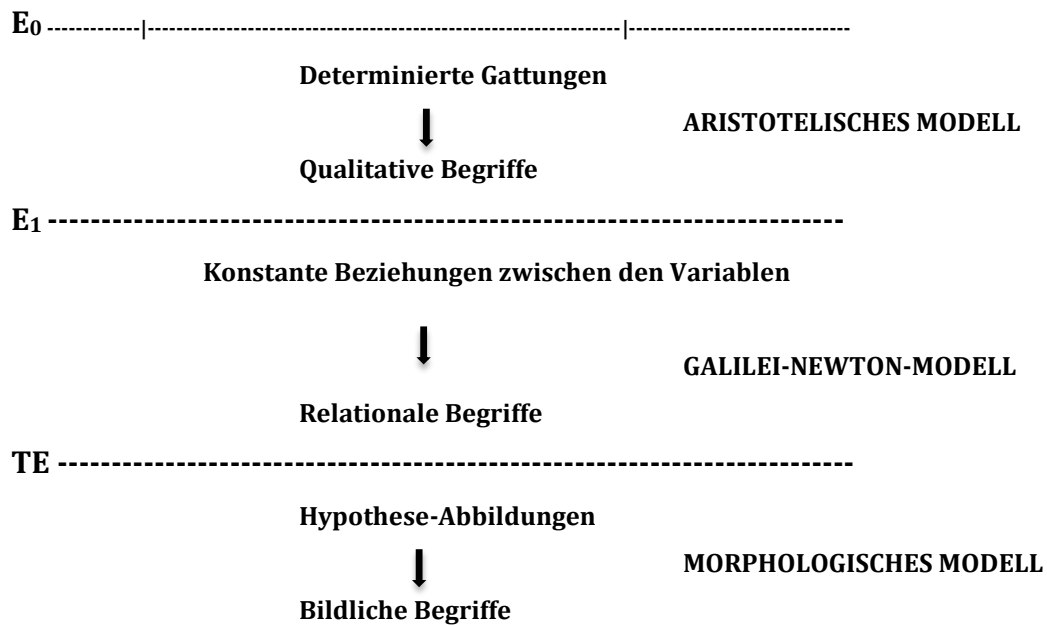 E₀ -------------|------------------------------------------------------------------|-------------------------------
Determinierte Gattungen
ARISTOTELISCHES MODELL
Qualitative Begriffe
E₁ --------------------------------------------------------------------------
Konstante Beziehungen zwischen den Variablen
GALILEI-NEWTON-MODELL
Relationale Begriffe
TE --------------------------------------------------------------------------
Hypothese-Abbildungen
MORPHOLOGISCHES MODELL
Bildliche Begriffe